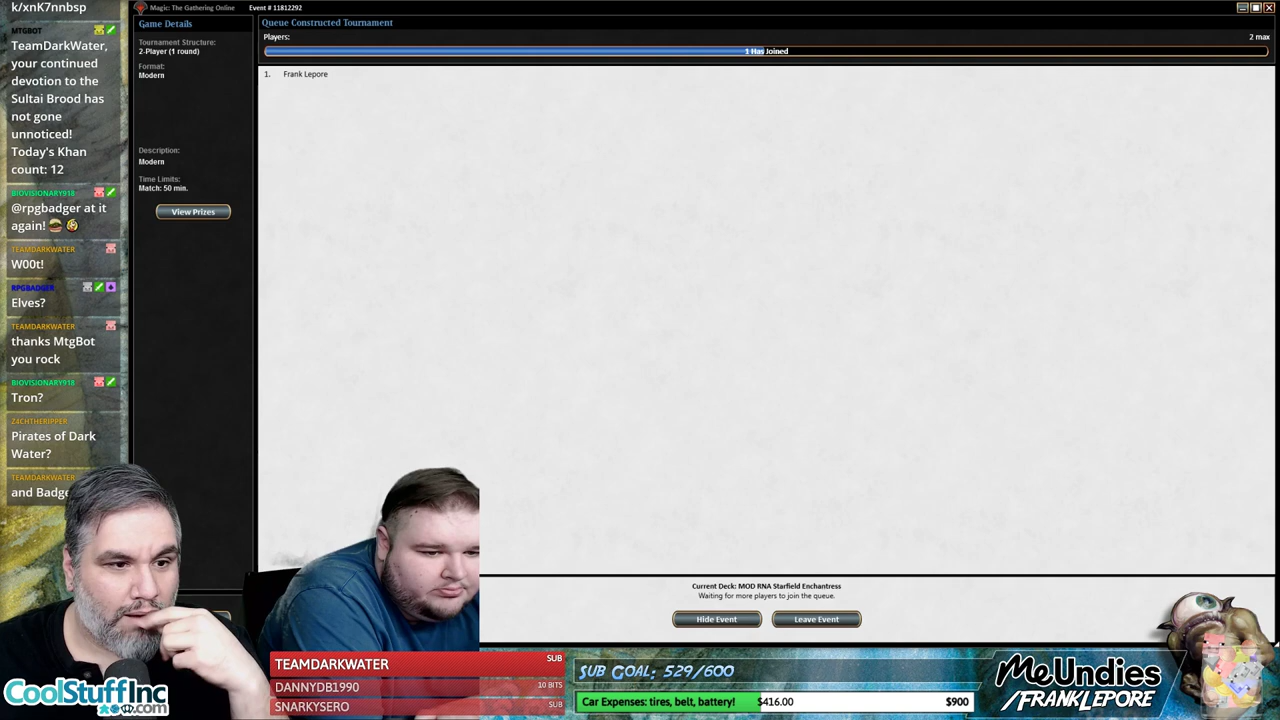 k/xnK7nnbsp
MTGBOT
TeamDarkWater,
your continued
devotion to the
Sultai Brood has
not gone
unnoticed!
Today's Khan
count: 12
BIOVISIONARY918
@rpgbadger at it
again!
TEAMDARKWATER
W00t!
RPGBADGER
Elves?
TEAMDARKWATER
thanks MtgBot
you rock
BIOVISIONARY918
Tron?
Z4CHTHERIPPER
Pirates of Dark
Water?
TEAMDARKWATER
and Badge
Magic: The Gathering Online
Event # 11812292
Game Details
Tournament Structure:
2-Player (1 round)
Format:
Modern
Description:
Modern
Time Limits:
Match: 50 min.
View Prizes
Queue Constructed Tournament
Players:
2 max
1 Has Joined
1. Frank Lepore
Current Deck: MOD RNA Starfield Enchantress
Waiting for more players to join the queue.
Hide Event
Leave Event
TEAMDARKWATER SUB
DANNYDB1990 10 BITS
SNARKYSERO SUB
SUB GOAL: 529/600
Car Expenses: tires, belt, battery! $416.00 $900
MeUndies
/FRANKLEPORE
CoolStuffInc
.com